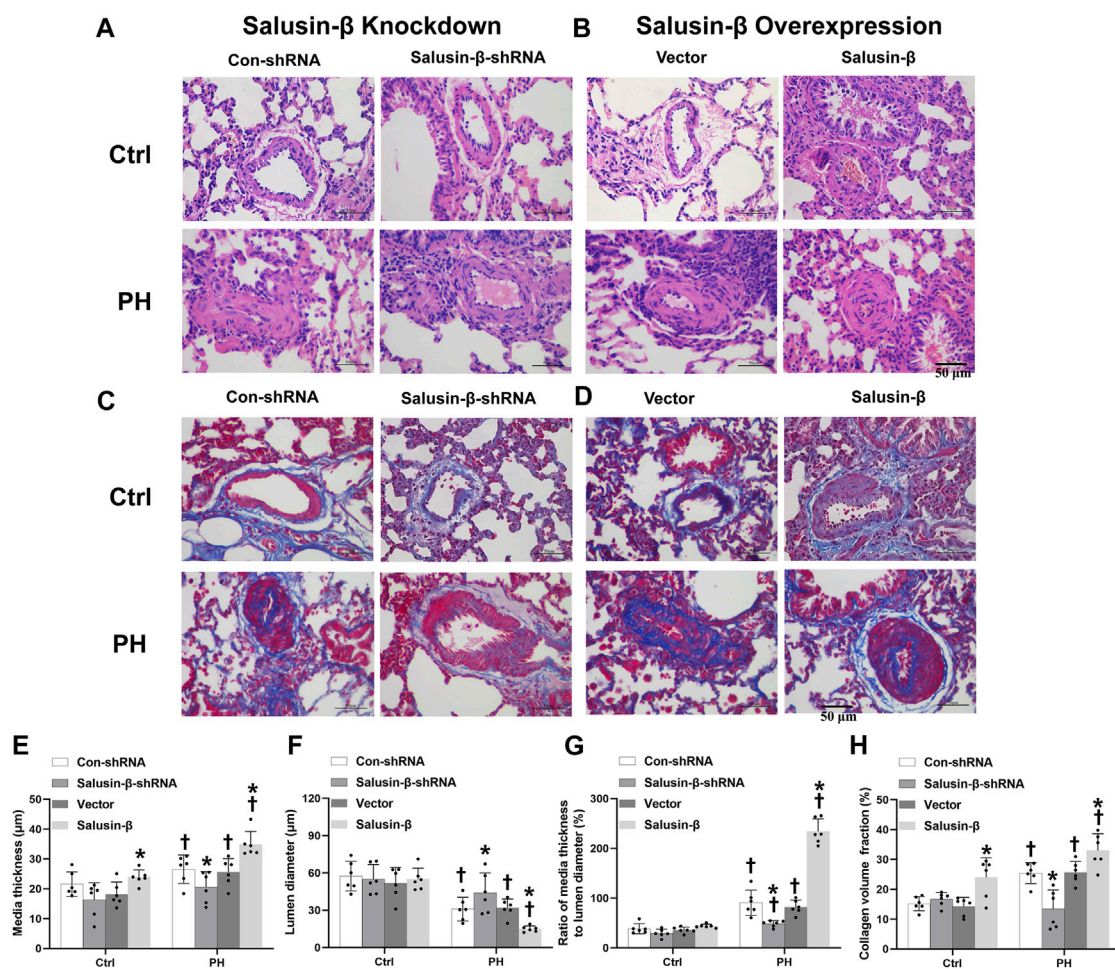 A Salusin-β Knockdown
B Salusin-β Overexpression
Con-shRNA Salusin-β-shRNA Vector Salusin-β
Ctrl
PH
50 µm
C Con-shRNA Salusin-β-shRNA
D Vector Salusin-β
Ctrl
PH
50 µm
E
Con-shRNA
Salusin-β-shRNA
Vector
Salusin-β
Media thickness (µm)
50
40
30
20
10
0
* † * † * †
Ctrl PH
F
Con-shRNA
Salusin-β-shRNA
Vector
Salusin-β
Lumen diameter (µm)
120
90
60
30
0
† * † * †
Ctrl PH
G
Con-shRNA
Salusin-β-shRNA
Vector
Salusin-β
Ratio of media thickness
to lumen diameter (%)
300
200
100
0
† * † † * †
Ctrl PH
H
Con-shRNA
Salusin-β-shRNA
Vector
Salusin-β
Collagen volume fraction (%)
50
40
30
20
10
0
* † * † * †
Ctrl PH